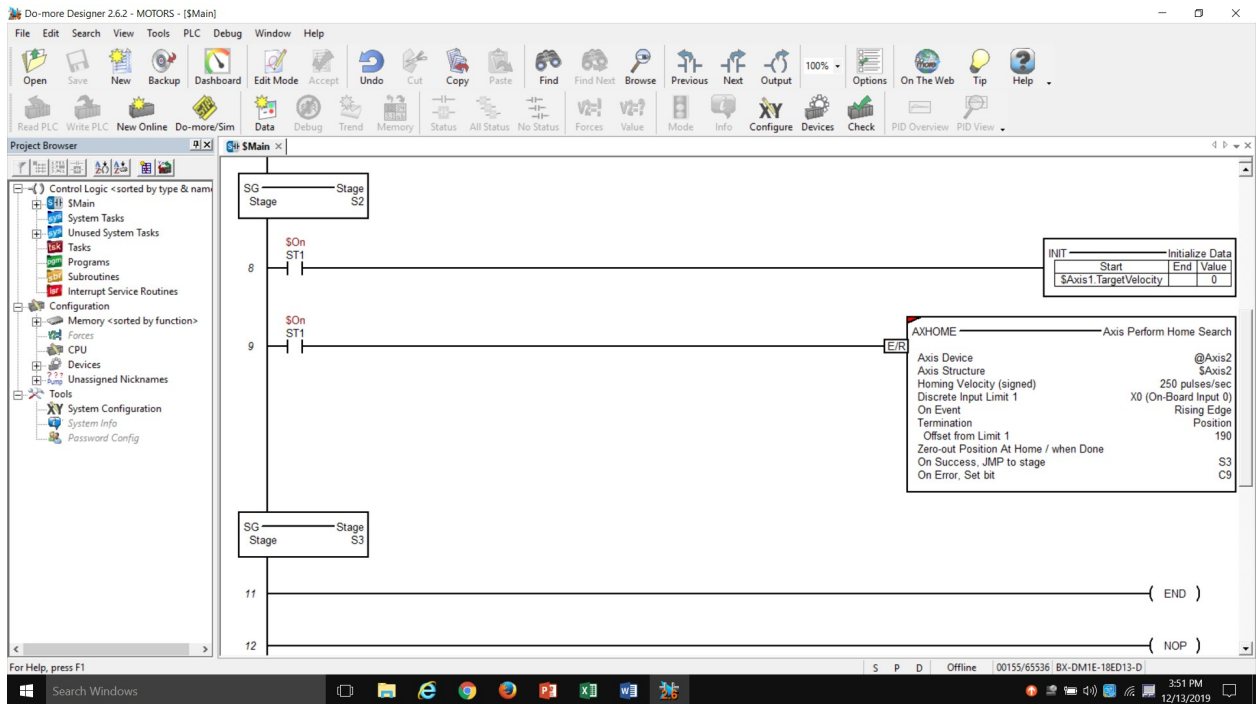 Do-more Designer 2.6.2 - MOTORS - [$Main]
File Edit Search View Tools PLC Debug Window Help
Open Save New Backup Dashboard Edit Mode Accept Undo Cut Copy Paste Find Find Next Browse Previous Next Output 100% Options On The Web Tip Help
Read PLC Write PLC New Online Do-more/Sim Data Debug Trend Memory Status All Status No Status Forces Value Mode Info Configure Devices Check PID Overview PID View
Project Browser
$Main
Control Logic <sorted by type & name
$Main
System Tasks
Unused System Tasks
Tasks
Programs
Subroutines
Interrupt Service Routines
Configuration
Memory <sorted by function>
Forces
CPU
Devices
Unassigned Nicknames
Tools
System Configuration
System Info
Password Config
SG Stage
Stage S2
$On
ST1
8
INIT Initialize Data
Start End Value
$Axis1.TargetVelocity 0
$On
ST1
9
E/R
AXHOME Axis Perform Home Search
Axis Device @Axis2
Axis Structure $Axis2
Homing Velocity (signed) 250 pulses/sec
Discrete Input Limit 1 X0 (On-Board Input 0)
On Event Rising Edge
Termination Position
Offset from Limit 1 190
Zero-out Position At Home / when Done
On Success, JMP to stage S3
On Error, Set bit C9
SG Stage
Stage S3
11 END
12 NOP
For Help, press F1
S P D Offline 00155/65536 BX-DM1E-18ED13-D
Search Windows
3:51 PM
12/13/2019